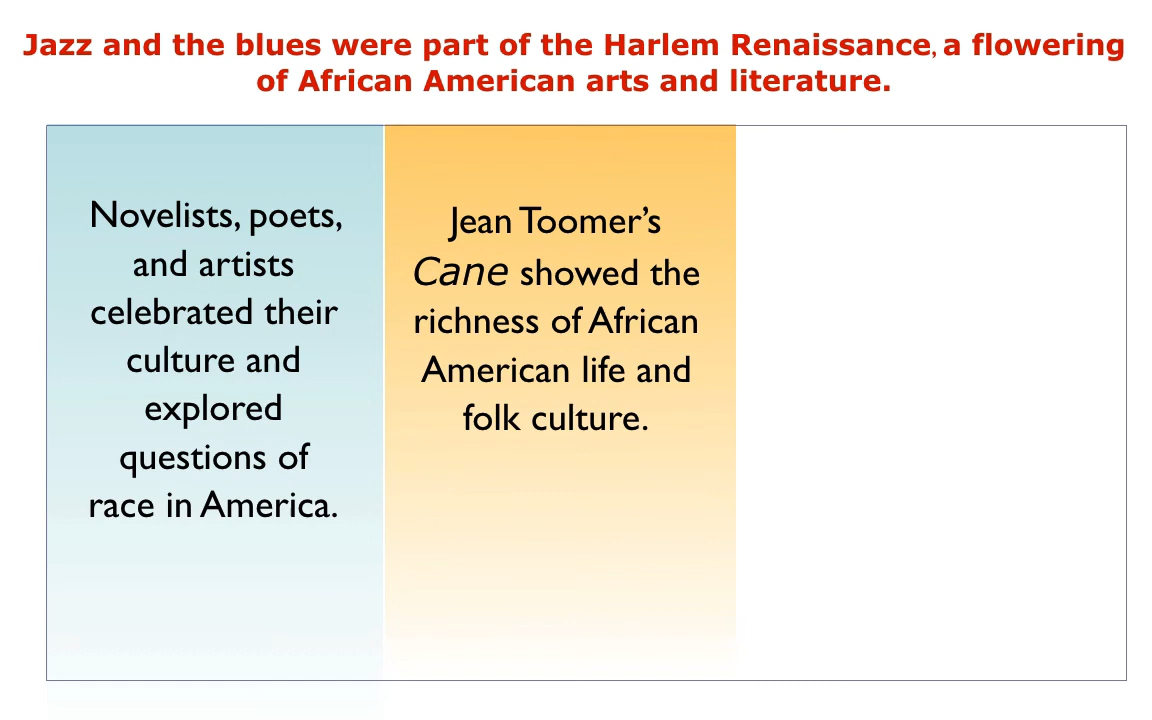 Jazz and the blues were part of the Harlem Renaissance, a flowering
of African American arts and literature.
Novelists, poets,
and artists
celebrated their
culture and
explored
questions of
race in America.
Jean Toomer’s
Cane showed the
richness of African
American life and
folk culture.